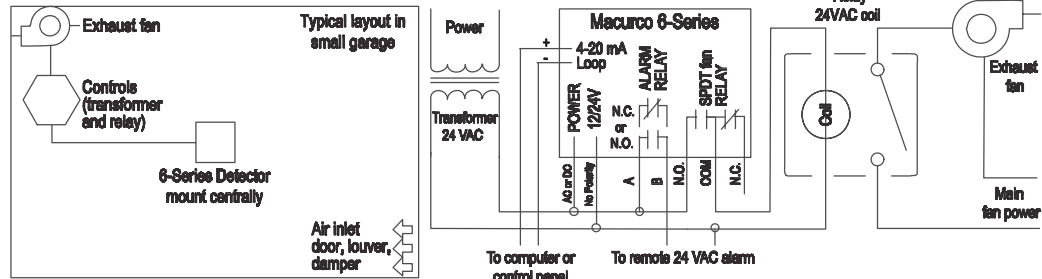 Exhaust fan
Typical layout in
small garage
Controls
(transformer
and relay)
6-Series Detector
mount centrally
Air inlet
door, louver,
damper
Power
Transformer
24 VAC
Macurco 6-Series
+
4-20 mA
-
Loop
POWER
12/24V
ALARM
RELAY
N.C.
or
N.O.
SPDT fan
RELAY
AC or DC
No Polarity
A
B
N.O.
COM
N.C.
To computer or
control panel
To remote 24 VAC alarm
Relay
24VAC coil
Coil
Exhaust
fan
Main
fan power